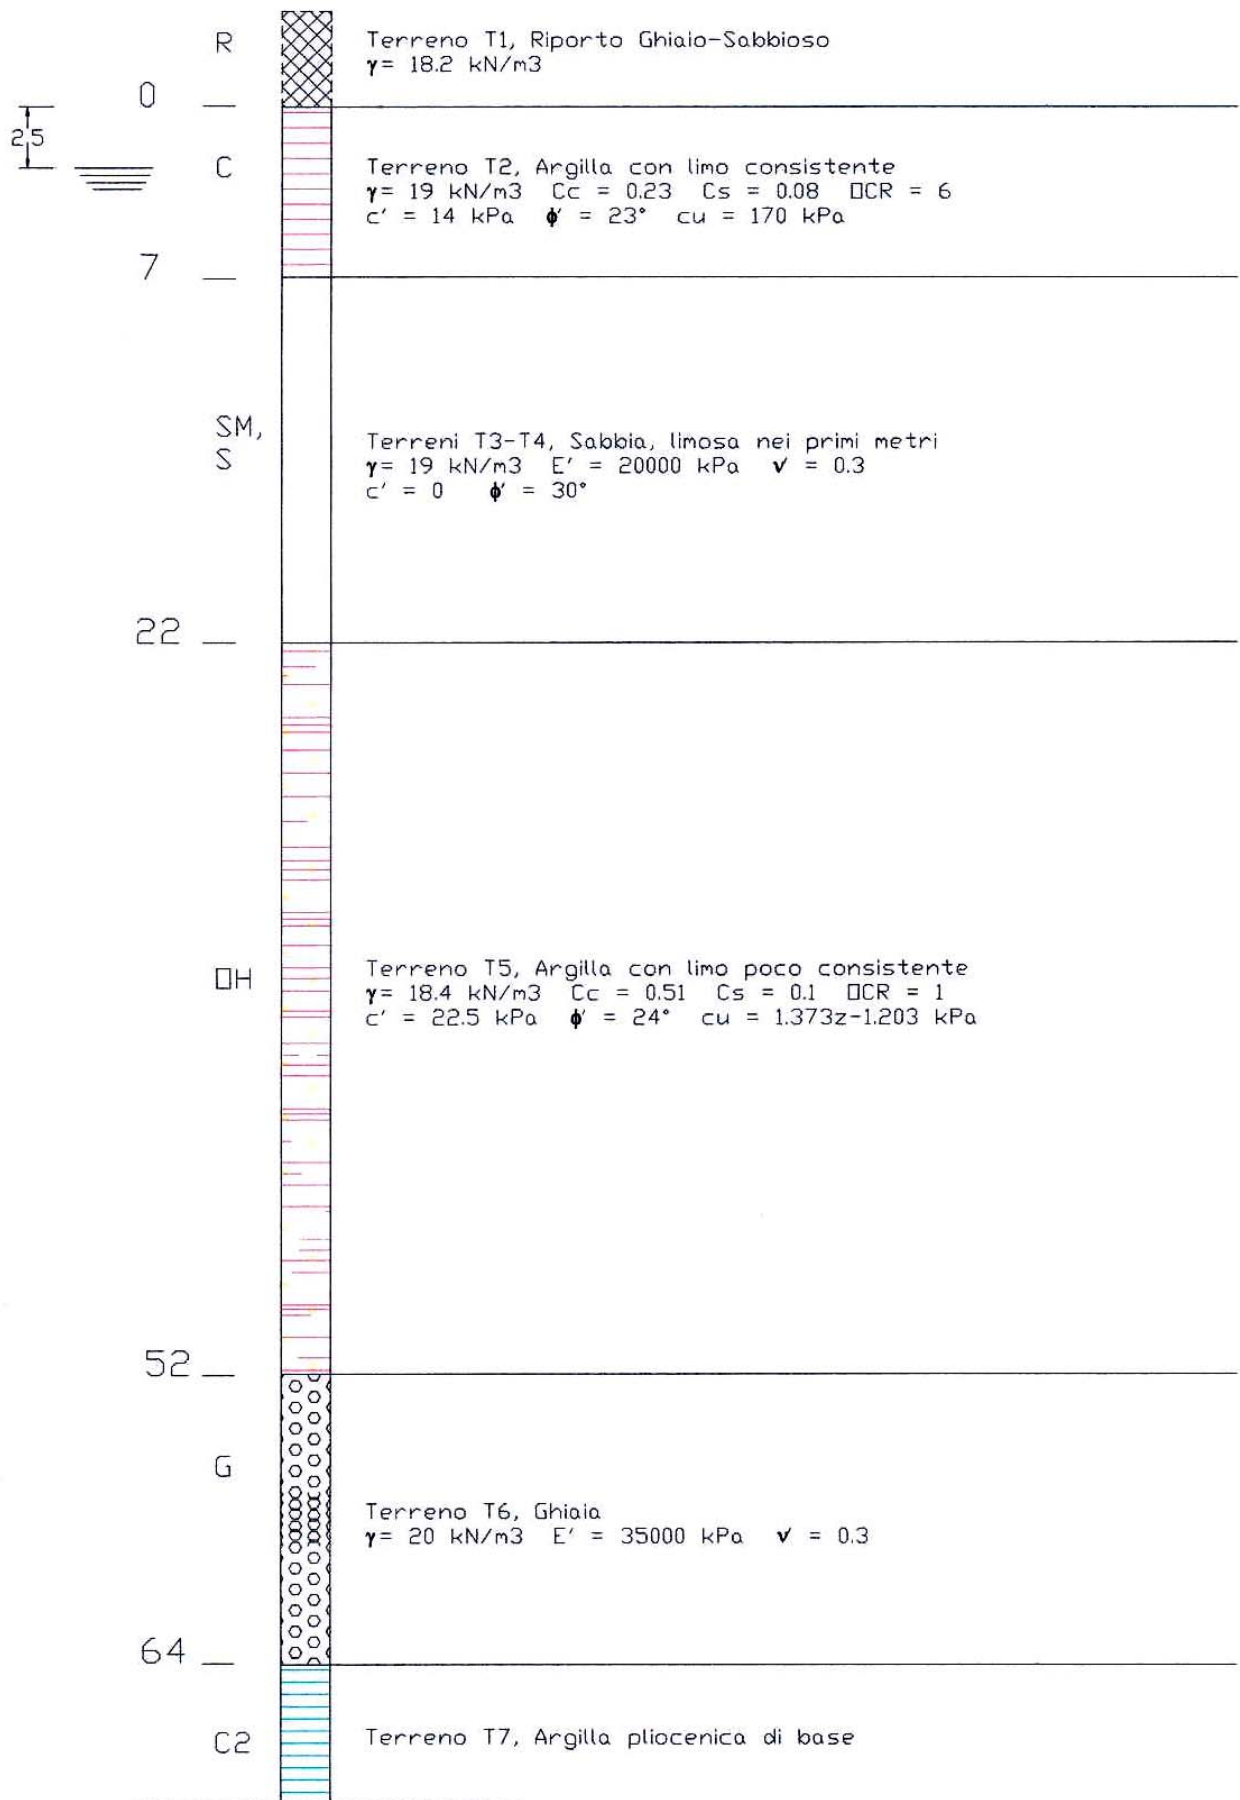 R
Terreno T1, Riporto Ghiaio-Sabbioso
γ= 18.2 kN/m3
0
2,5
C
Terreno T2, Argilla con limo consistente
γ= 19 kN/m3 Cc = 0.23 Cs = 0.08 OCR = 6
c' = 14 kPa ϕ' = 23° cu = 170 kPa
7
SM,
S
Terreni T3-T4, Sabbia, limosa nei primi metri
γ= 19 kN/m3 E' = 20000 kPa ν' = 0.3
c' = 0 ϕ' = 30°
22
OH
Terreno T5, Argilla con limo poco consistente
γ= 18.4 kN/m3 Cc = 0.51 Cs = 0.1 OCR = 1
c' = 22.5 kPa ϕ' = 24° cu = 1.373z-1.203 kPa
52
G
Terreno T6, Ghiaia
γ= 20 kN/m3 E' = 35000 kPa ν' = 0.3
64
C2
Terreno T7, Argilla pliocenica di base